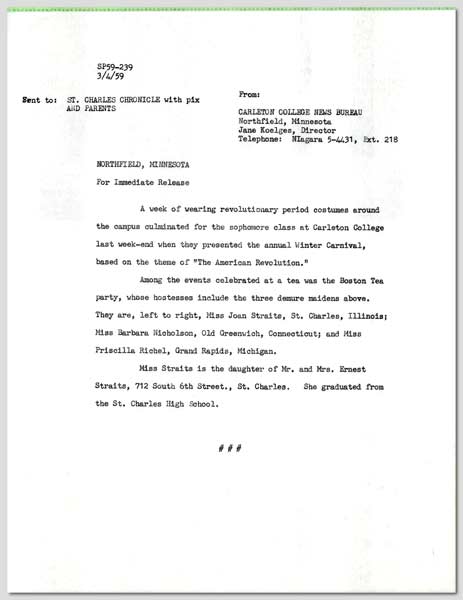 SP59-239
3/4/59
Sent to: ST. CHARLES CHRONICLE with pix
AND PARENTS
From:
CARLETON COLLEGE NEWS BUREAU
Northfield, Minnesota
Jane Koelges, Director
Telephone: NIagara 5-4431, Ext. 218
NORTHFIELD, MINNESOTA
For Immediate Release
A week of wearing revolutionary period costumes around
the campus culminated for the sophomore class at Carleton College
last week-end when they presented the annual Winter Carnival,
based on the theme of "The American Revolution."
Among the events celebrated at a tea was the Boston Tea
party, whose hostesses include the three demure maidens above.
They are, left to right, Miss Joan Straits, St. Charles, Illinois;
Miss Barbara Nicholson, Old Greenwich, Connecticut; and Miss
Priscilla Richel, Grand Rapids, Michigan.
Miss Straits is the daughter of Mr. and Mrs. Ernest
Straits, 712 South 6th Street., St. Charles. She graduated from
the St. Charles High School.
# # #